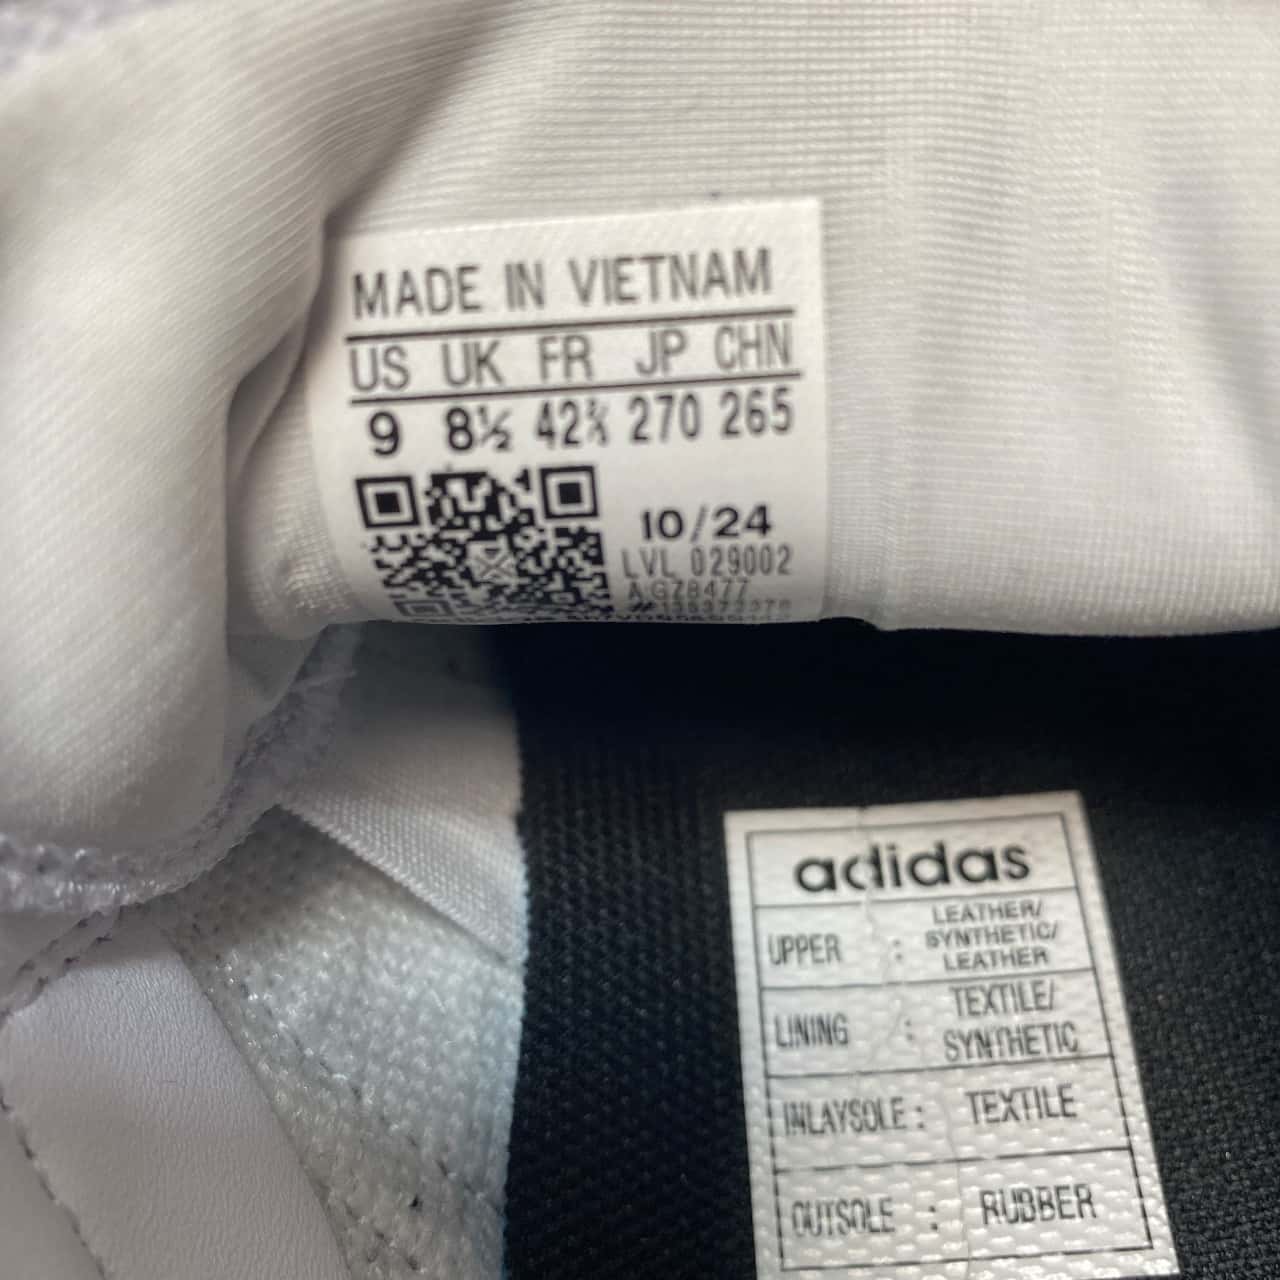 MADE IN VIETNAM
US UK FR JP CHN
9 8½ 42⅔ 270 265
10/24
LVL 029002
adidas
UPPER : LEATHER/
SYNTHETIC/
LEATHER
LINING : TEXTILE/
SYNTHETIC
INLAYSOLE : TEXTILE
OUTSOLE : RUBBER